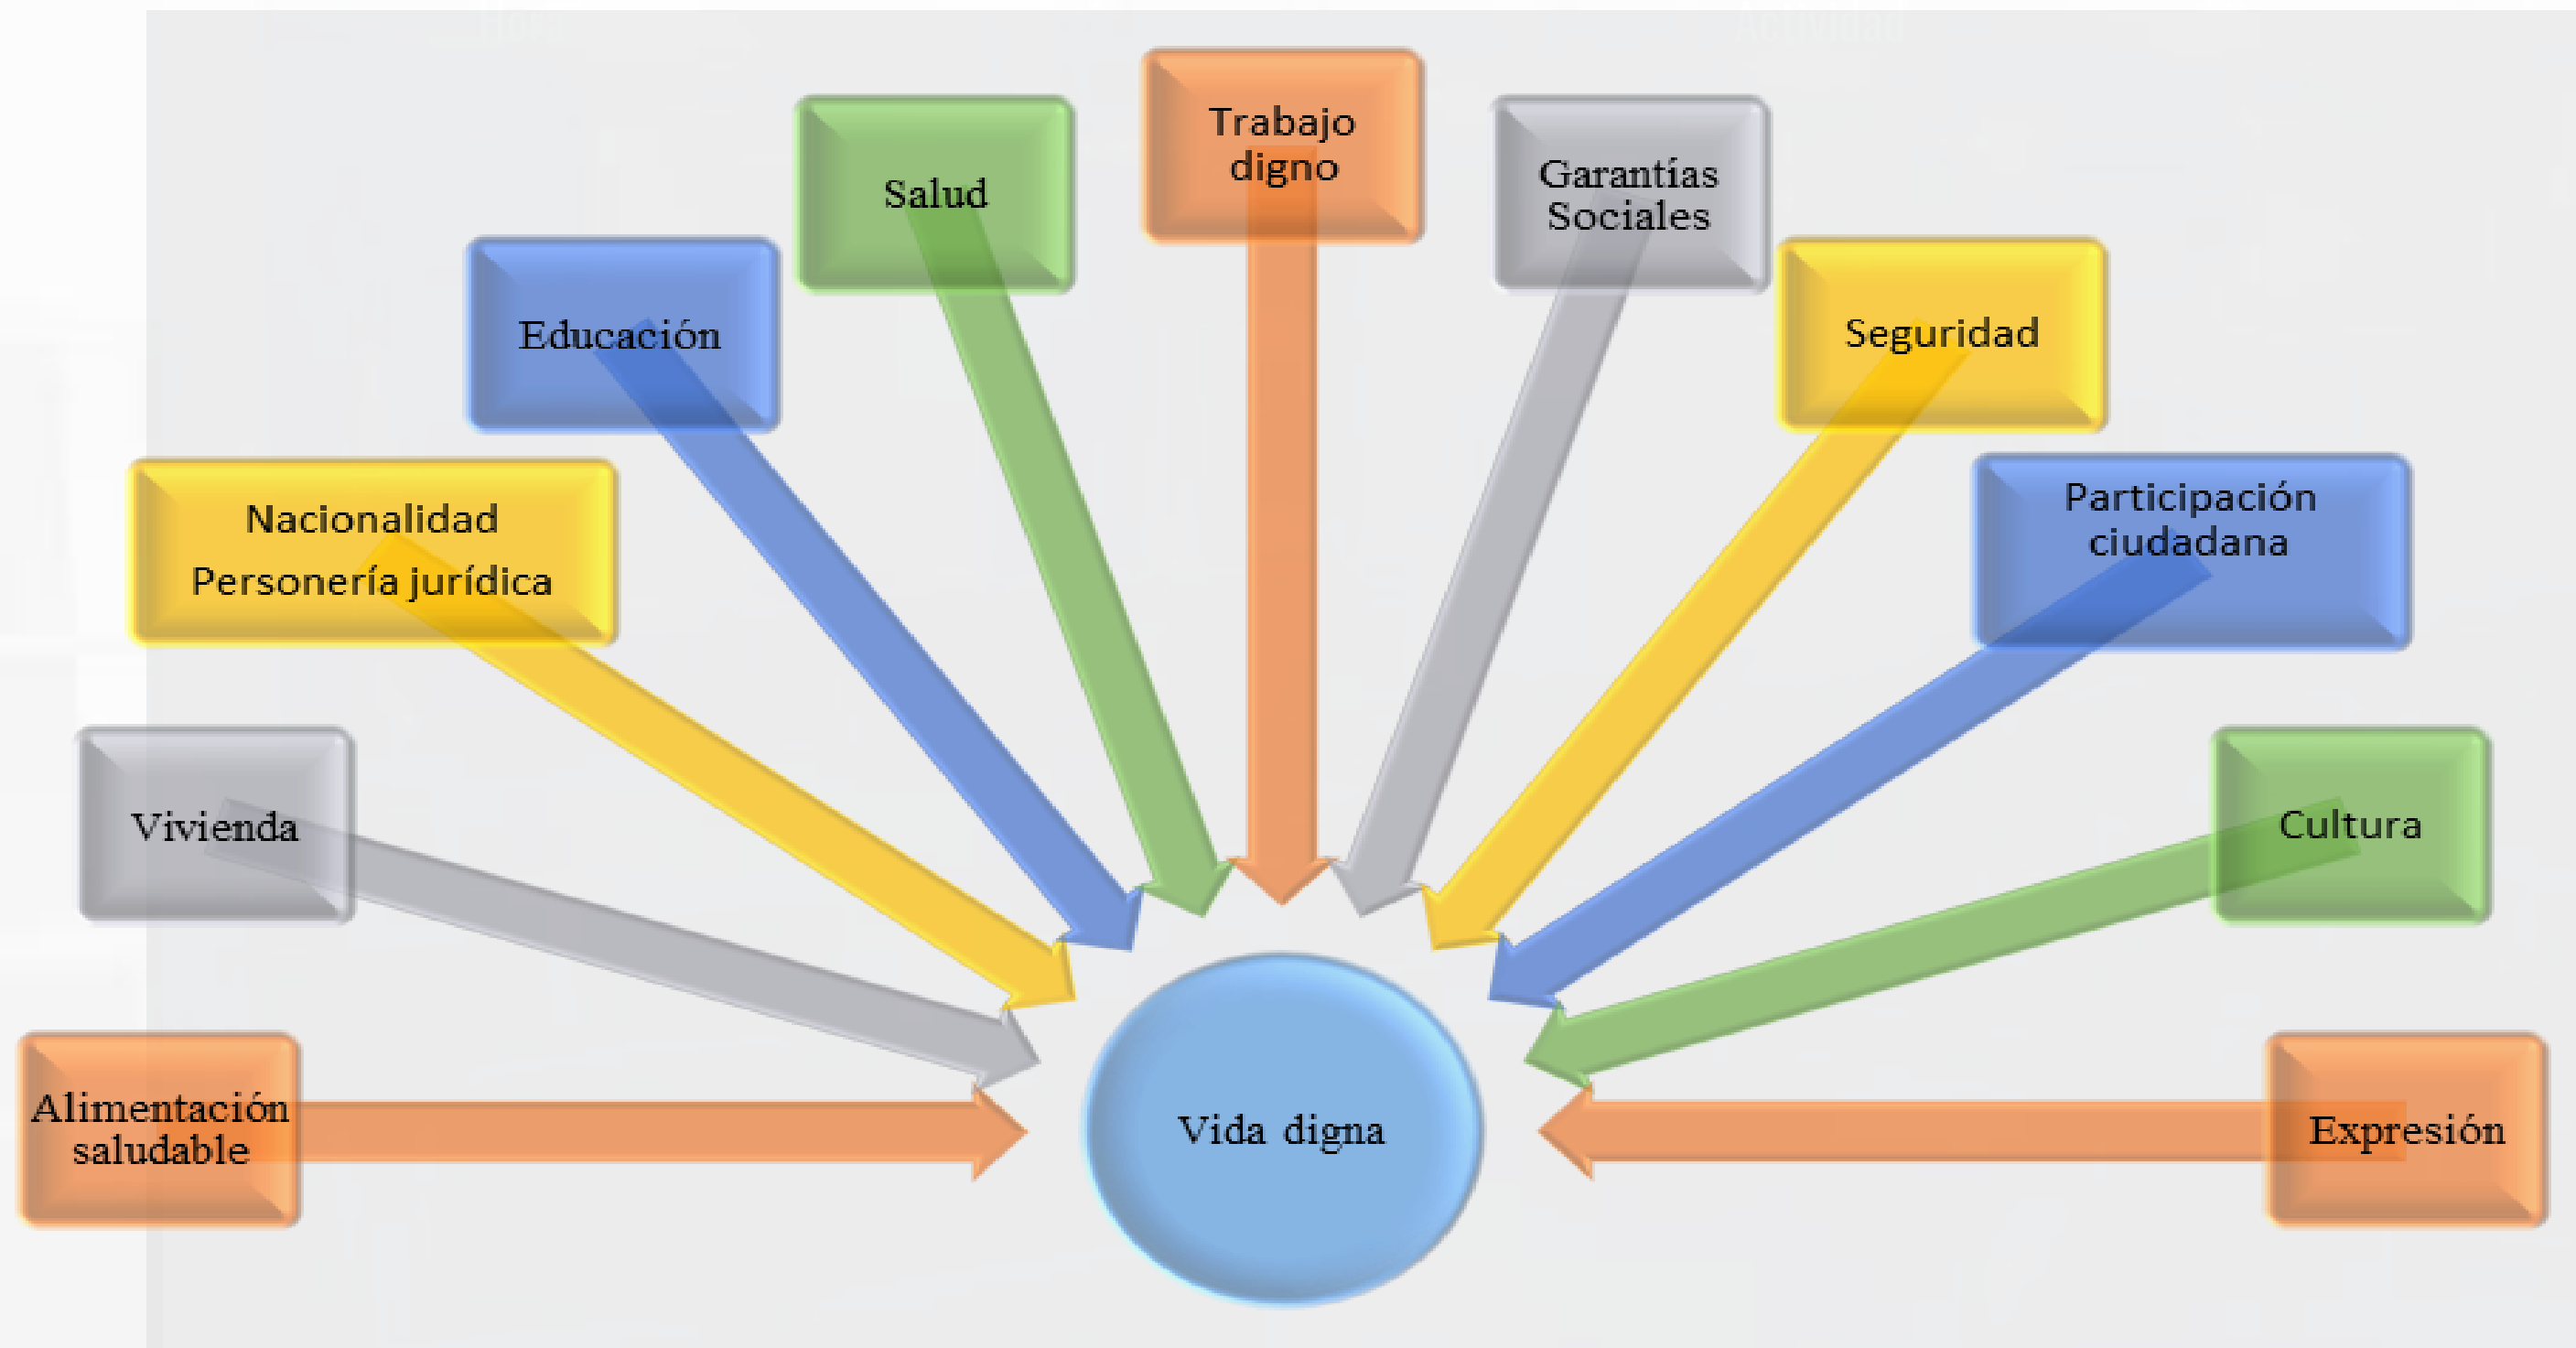 Trabajo
digno
Salud
Garantías
Sociales
Educación
Seguridad
Nacionalidad
Personería jurídica
Participación
ciudadana
Vivienda
Cultura
Alimentación
saludable
Vida digna
Expresión